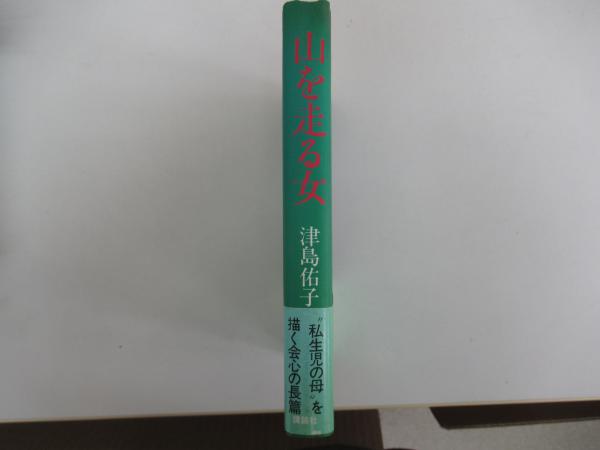 山を走る女
津島佑子
〝私生児の母〟を
描く会心の長篇
講談社